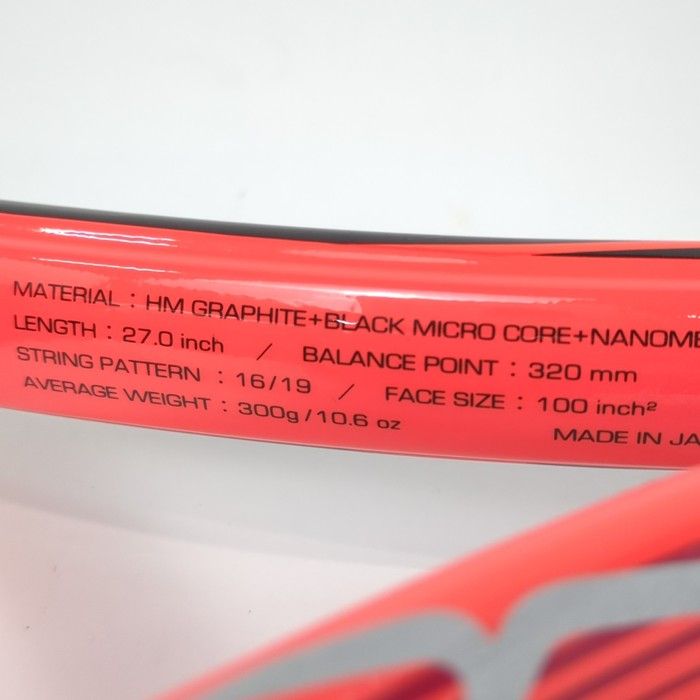 MATERIAL : HM GRAPHITE+BLACK MICRO CORE+NANOME
LENGTH : 27.0 inch / BALANCE POINT : 320 mm
STRING PATTERN : 16/19 / FACE SIZE : 100 inch²
AVERAGE WEIGHT : 300g/10.6 oz MADE IN JA